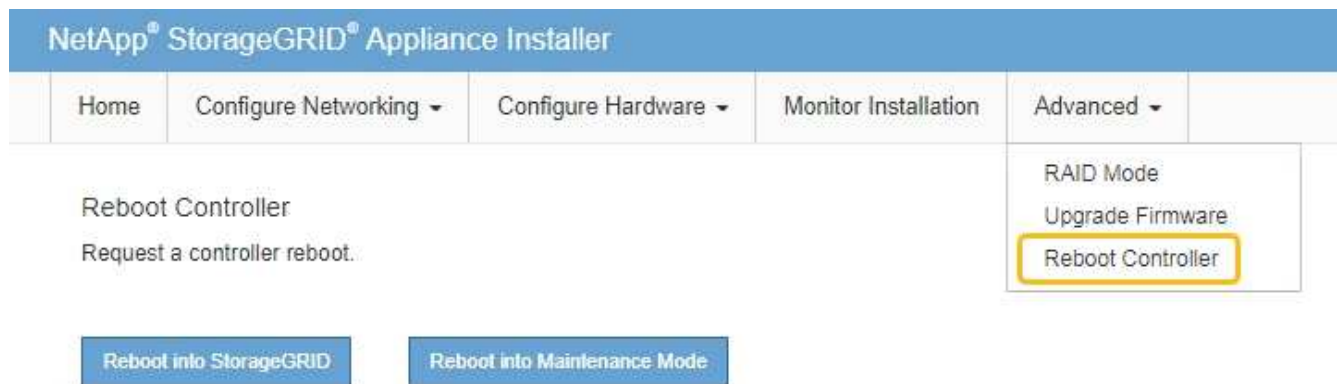 NetApp® StorageGRID® Appliance Installer
Home Configure Networking Configure Hardware Monitor Installation Advanced
RAID Mode
Upgrade Firmware
Reboot Controller
Reboot Controller
Request a controller reboot.
Reboot into StorageGRID Reboot into Maintenance Mode